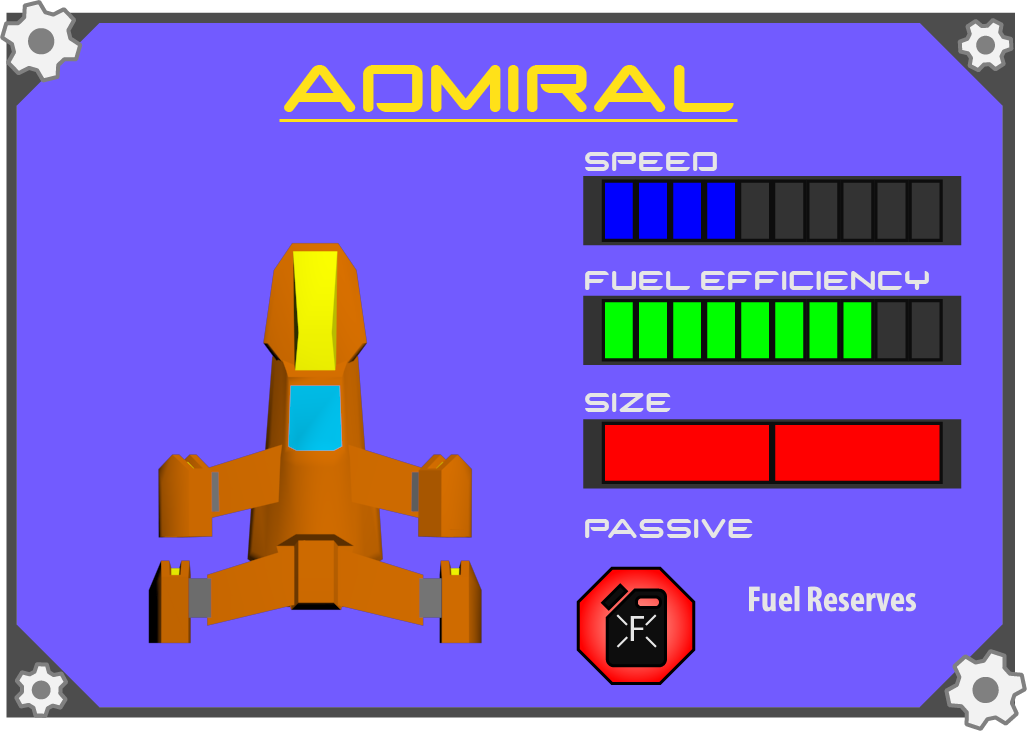 ADMIRAL
SPEED
FUEL EFFICIENCY
SIZE
PASSIVE
F
Fuel Reserves